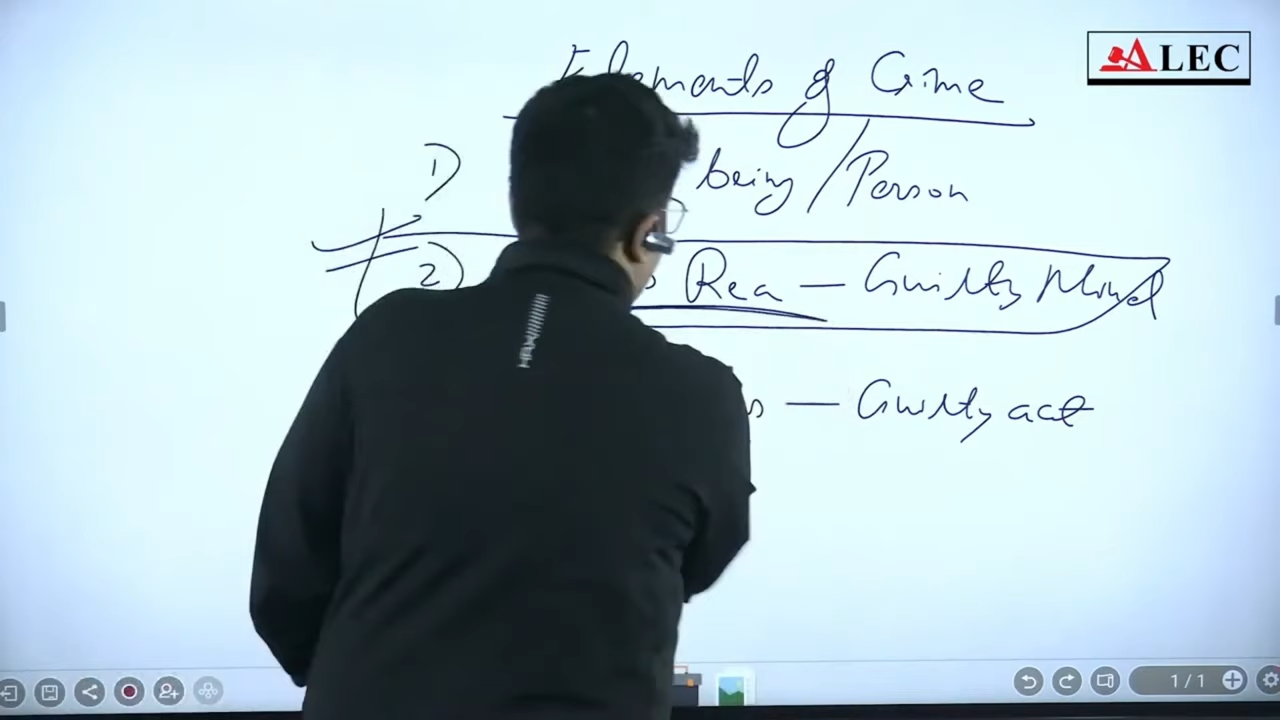 ALEC
Elements of Crime
1) being / Person
2) Rea — Guilty Mind
— Guilty act
1 / 1